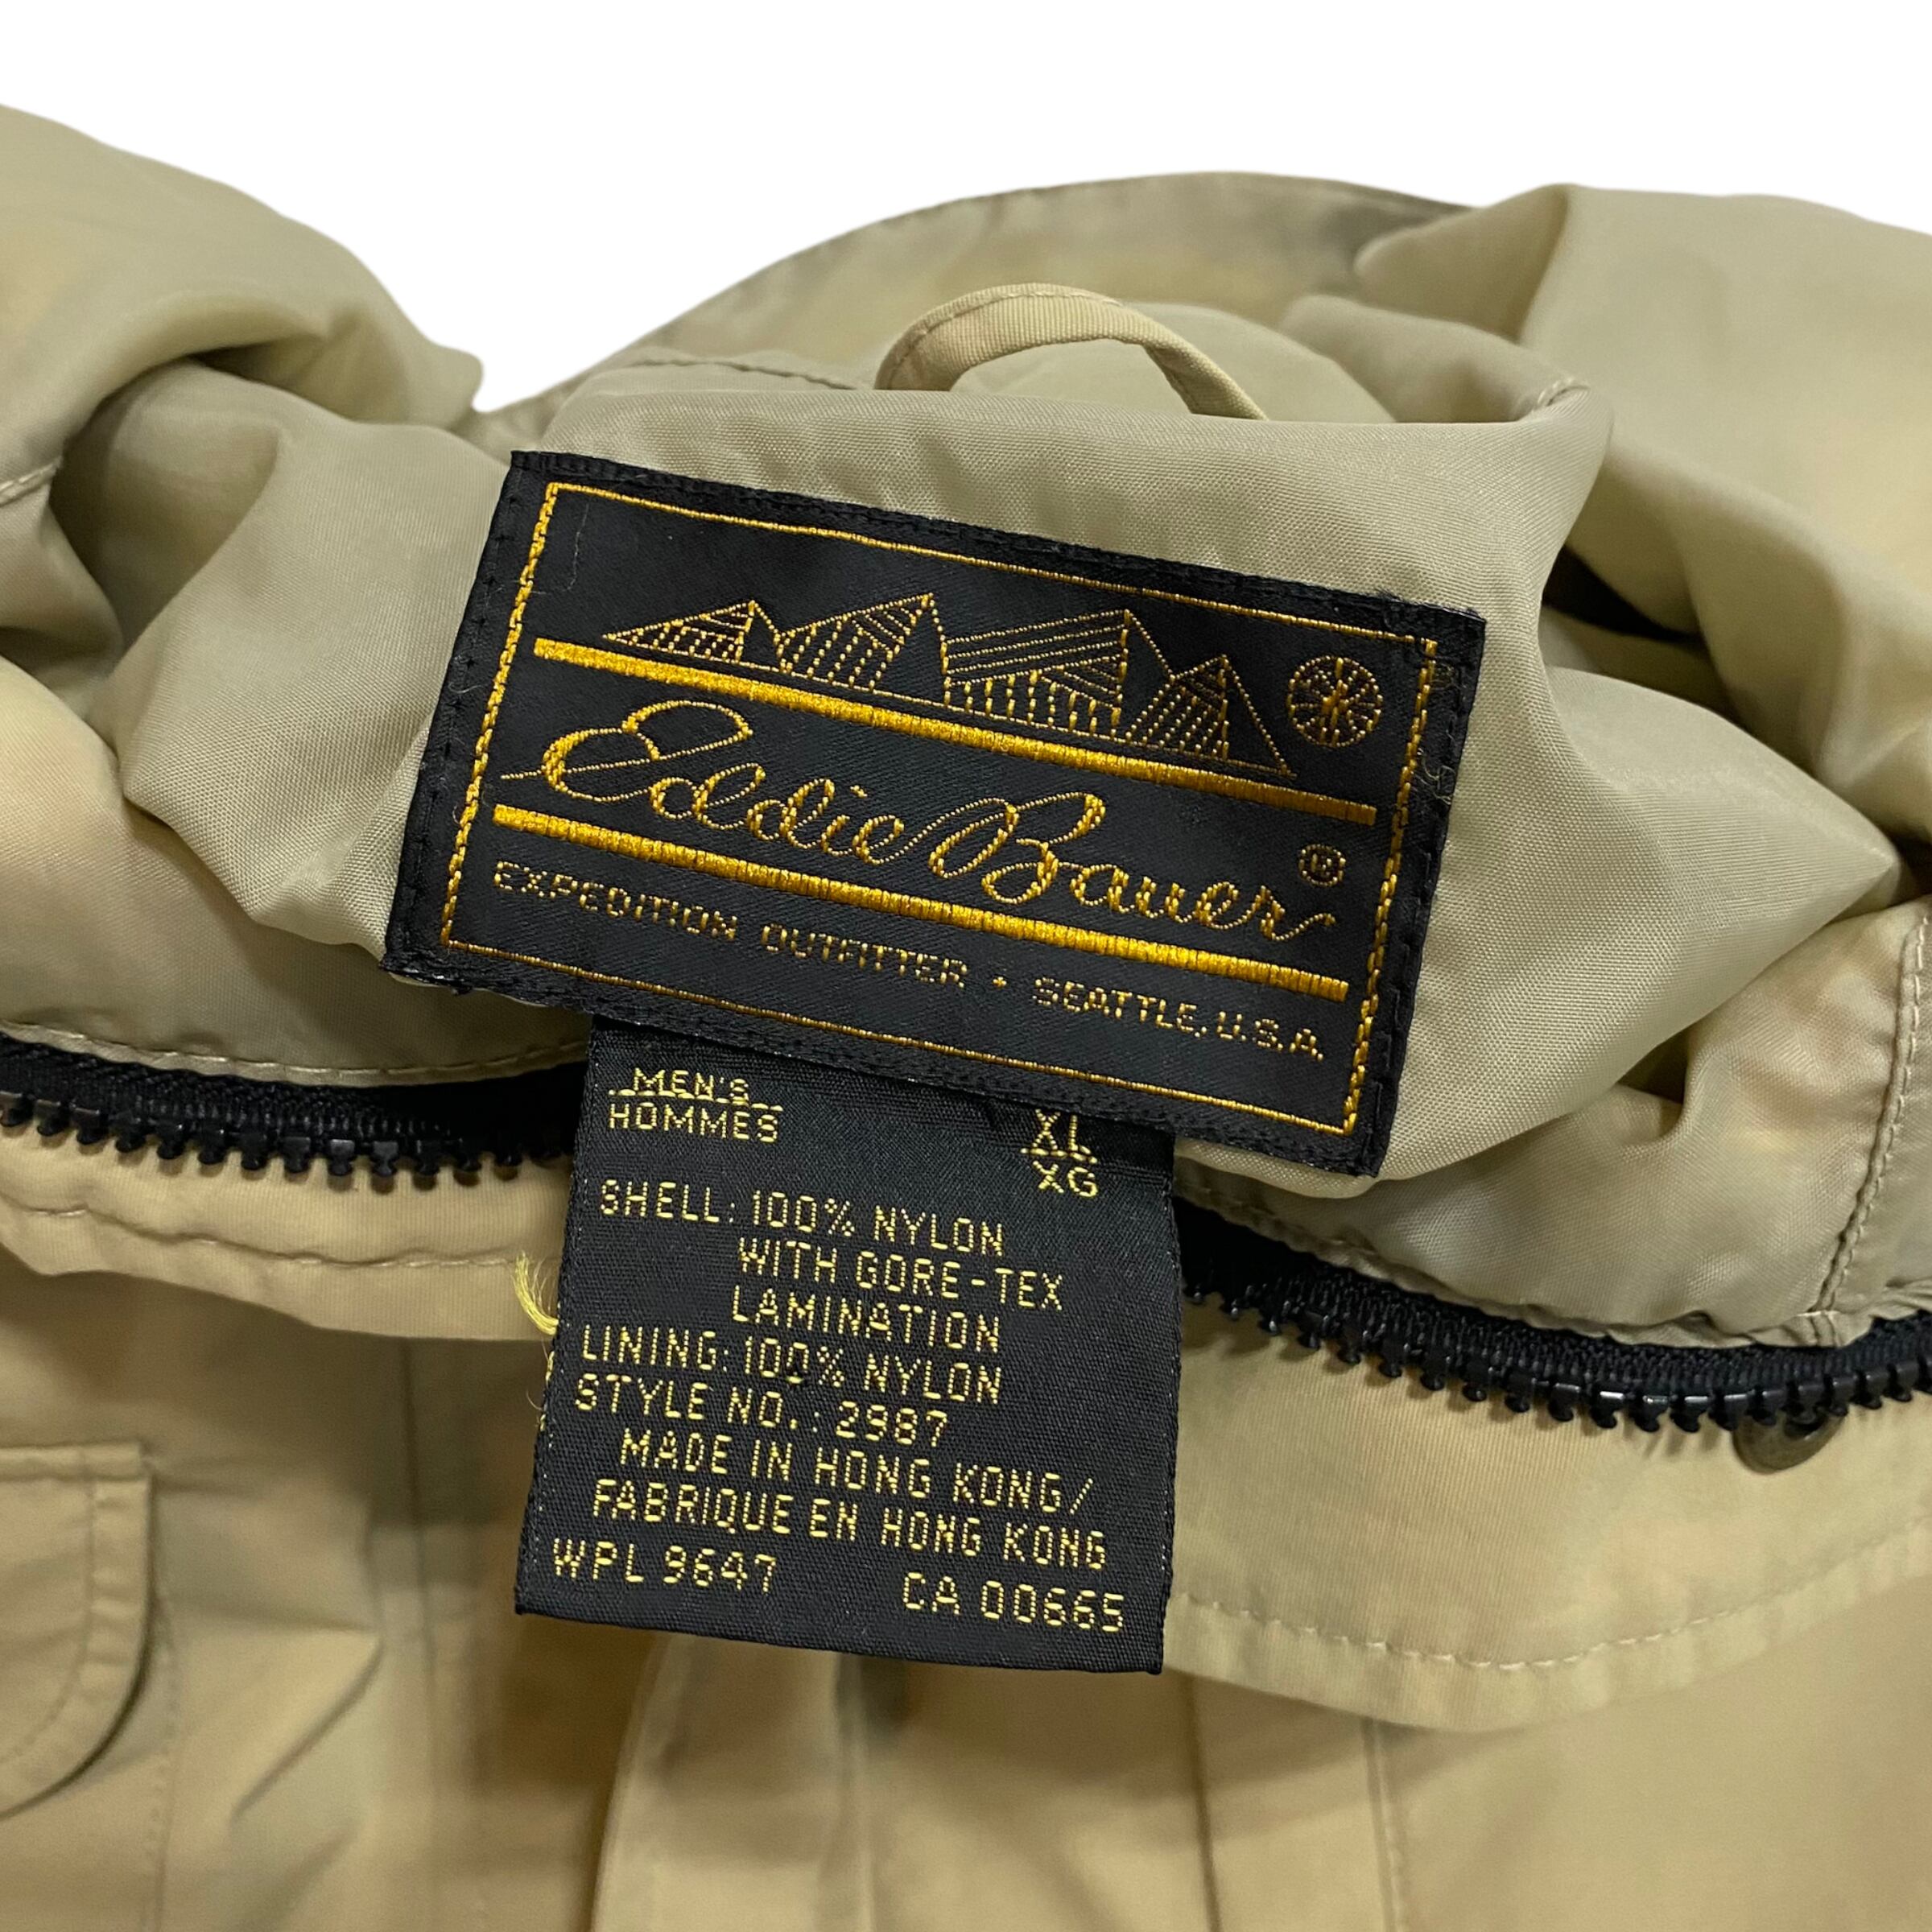 Eddie Bauer ®
EXPEDITION OUTFITTER • SEATTLE, U.S.A.
MEN'S XL
HOMMES XG
SHELL: 100% NYLON
WITH GORE-TEX
LAMINATION
LINING: 100% NYLON
STYLE NO.: 2987
MADE IN HONG KONG/
FABRIQUE EN HONG KONG
WPL 9647 CA 00665